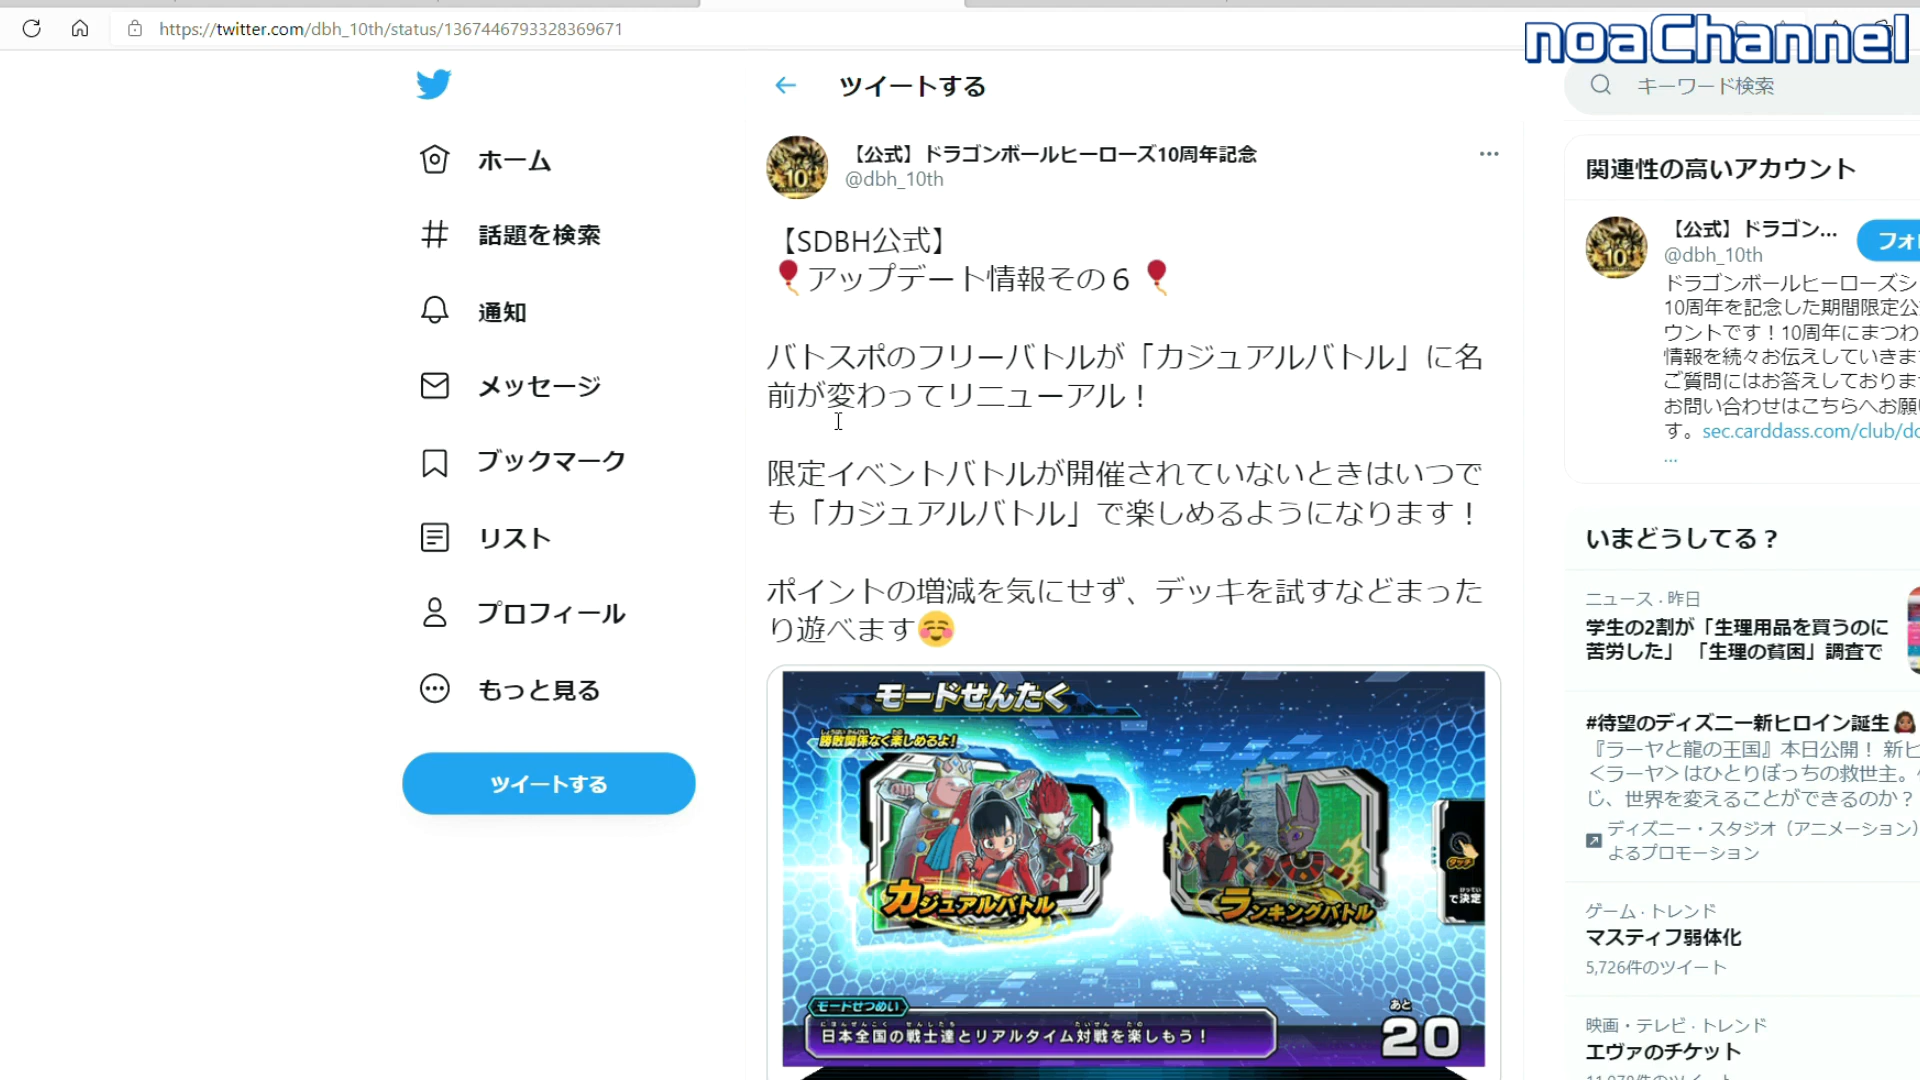 https://twitter.com/dbh_10th/status/1367446793328369671
noaChannel
ツイートする
キーワード検索
ホーム
話題を検索
通知
メッセージ
ブックマーク
リスト
プロフィール
もっと見る
ツイートする
【公式】ドラゴンボールヒーローズ10周年記念
@dbh_10th
【SDBH公式】
🎈アップデート情報その６🎈
バトスポのフリーバトルが「カジュアルバトル」に名
前が変わってリニューアル！
限定イベントバトルが開催されていないときはいつで
も「カジュアルバトル」で楽しめるようになります！
ポイントの増減を気にせず、デッキを試すなどまった
り遊べます☺️
モードせんたく
勝敗関係なく楽しめるよ！
カジュアルバトル
ランキングバトル
タッチ
で決定
モードせつめい
日本全国の戦士達とリアルタイム対戦を楽しもう！
あと
20
関連性の高いアカウント
【公式】ドラゴン...
@dbh_10th
フォ
ドラゴンボールヒーローズシ
10周年を記念した期間限定公
ウントです！10周年にまつわ
情報を続々お伝えしていきま
ご質問にはお答えしておりま
お問い合わせはこちらへお願
す。sec.carddass.com/club/do
...
いまどうしてる？
ニュース · 昨日
学生の2割が「生理用品を買うのに
苦労した」 「生理の貧困」調査で
#待望のディズニー新ヒロイン誕生
『ラーヤと龍の王国』本日公開！ 新ヒ
＜ラーヤ＞はひとりぼっちの救世主。
じ、世界を変えることができるのか？
ディズニー・スタジオ（アニメーション）
よるプロモーション
ゲーム · トレンド
マスティフ弱体化
5,726件のツイート
映画・テレビ · トレンド
エヴァのチケット